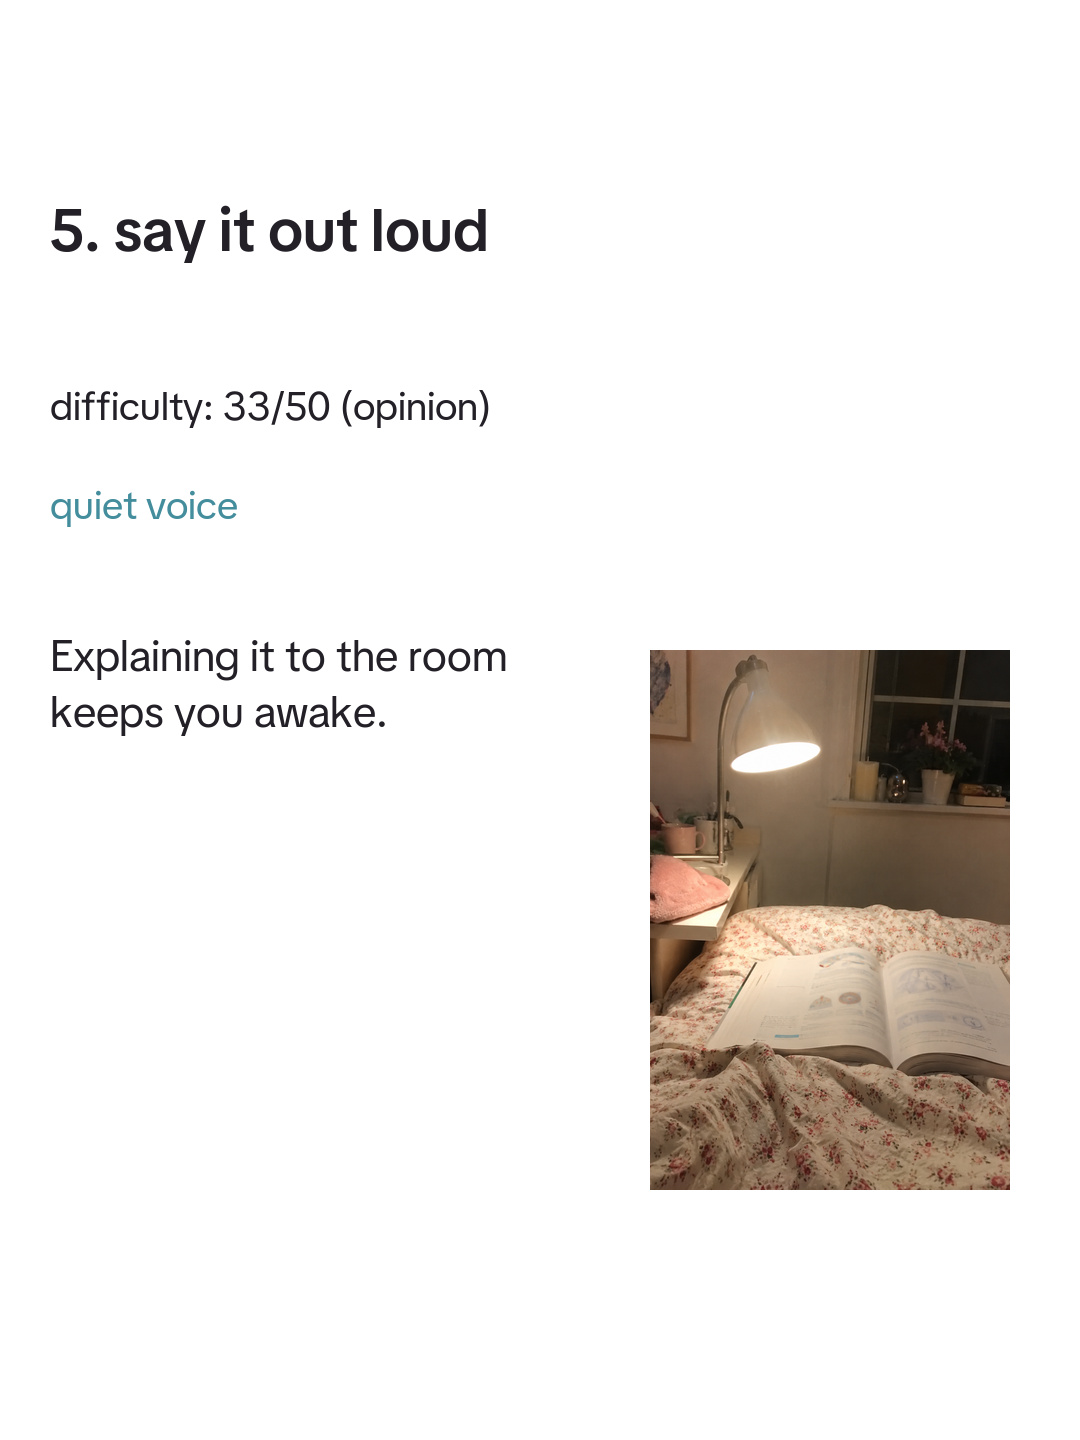 5. say it out loud
difficulty: 33/50 (opinion)
quiet voice
Explaining it to the room
keeps you awake.